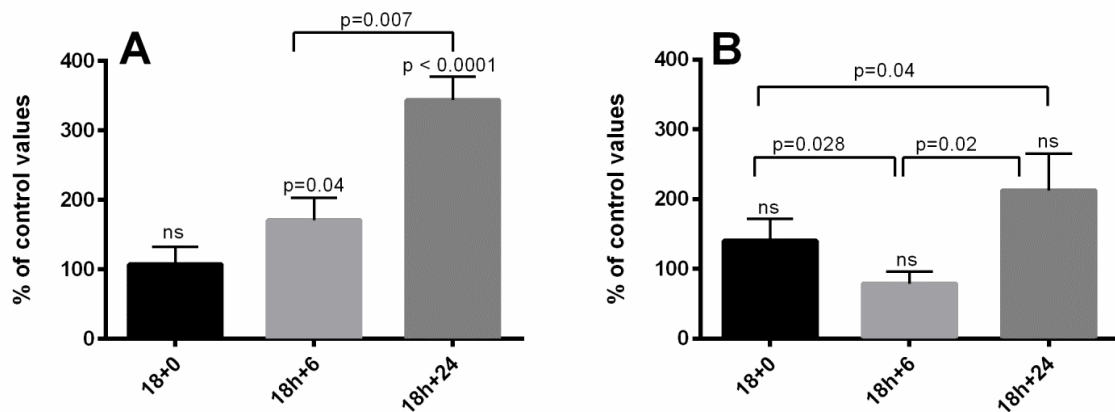 A
p=0.007
p < 0.0001
p=0.04
ns
% of control values
400
300
200
100
0
18+0
18h+6
18h+24
B
p=0.04
p=0.028
p=0.02
ns
ns
ns
% of control values
400
300
200
100
0
18+0
18h+6
18h+24